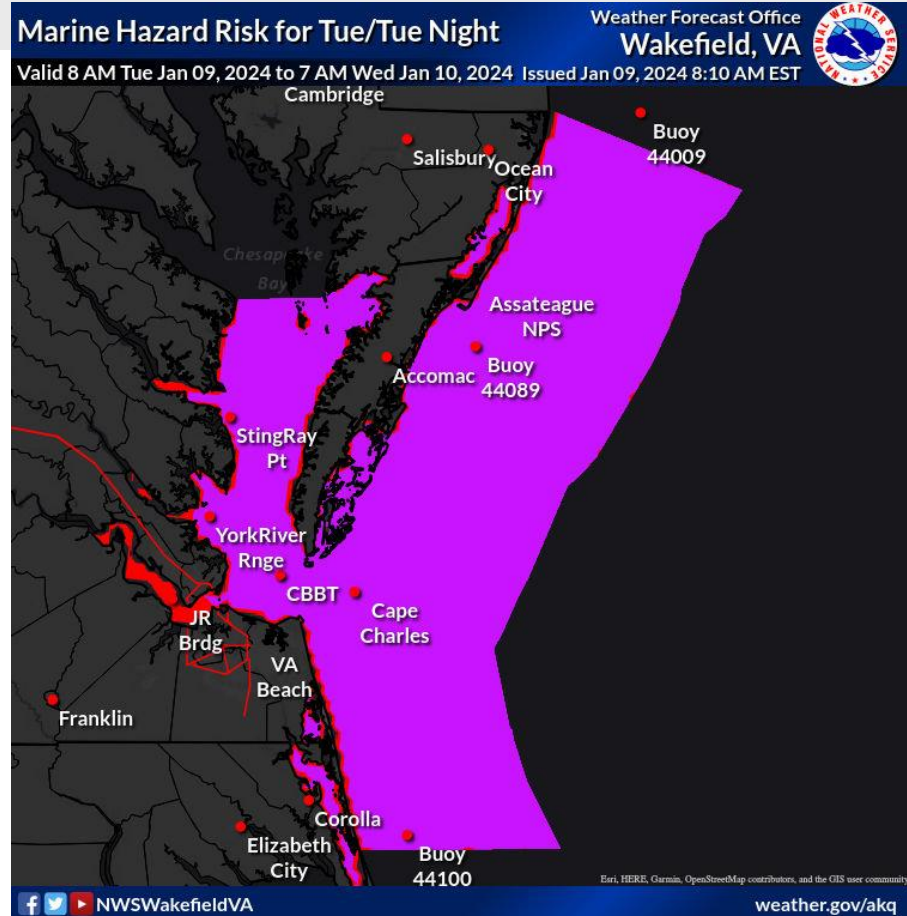 Marine Hazard Risk for Tue/Tue Night
Weather Forecast Office
Wakefield, VA
Valid 8 AM Tue Jan 09, 2024 to 7 AM Wed Jan 10, 2024 Issued Jan 09, 2024 8:10 AM EST
NATIONAL WEATHER SERVICE
Cambridge
Buoy
44009
Salisbury
Ocean
City
Chesapeake
Bay
Assateague
NPS
Accomac
Buoy
44089
StingRay
Pt
YorkRiver
Rnge
CBBT
Cape
Charles
JR
Brdg
VA
Beach
Franklin
Corolla
Elizabeth
City
Buoy
44100
Esri, HERE, Garmin, OpenStreetMap contributors, and the GIS user community
NWSWakefieldVA
weather.gov/akq